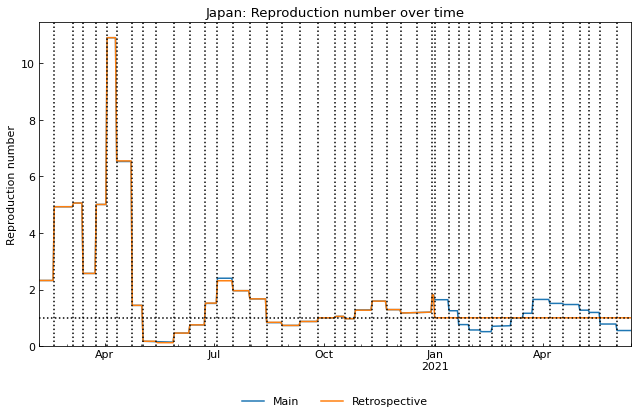 Japan: Reproduction number over time
Reproduction number
10
8
6
4
2
0
Apr
Jul
Oct
Jan
2021
Apr
Main
Retrospective